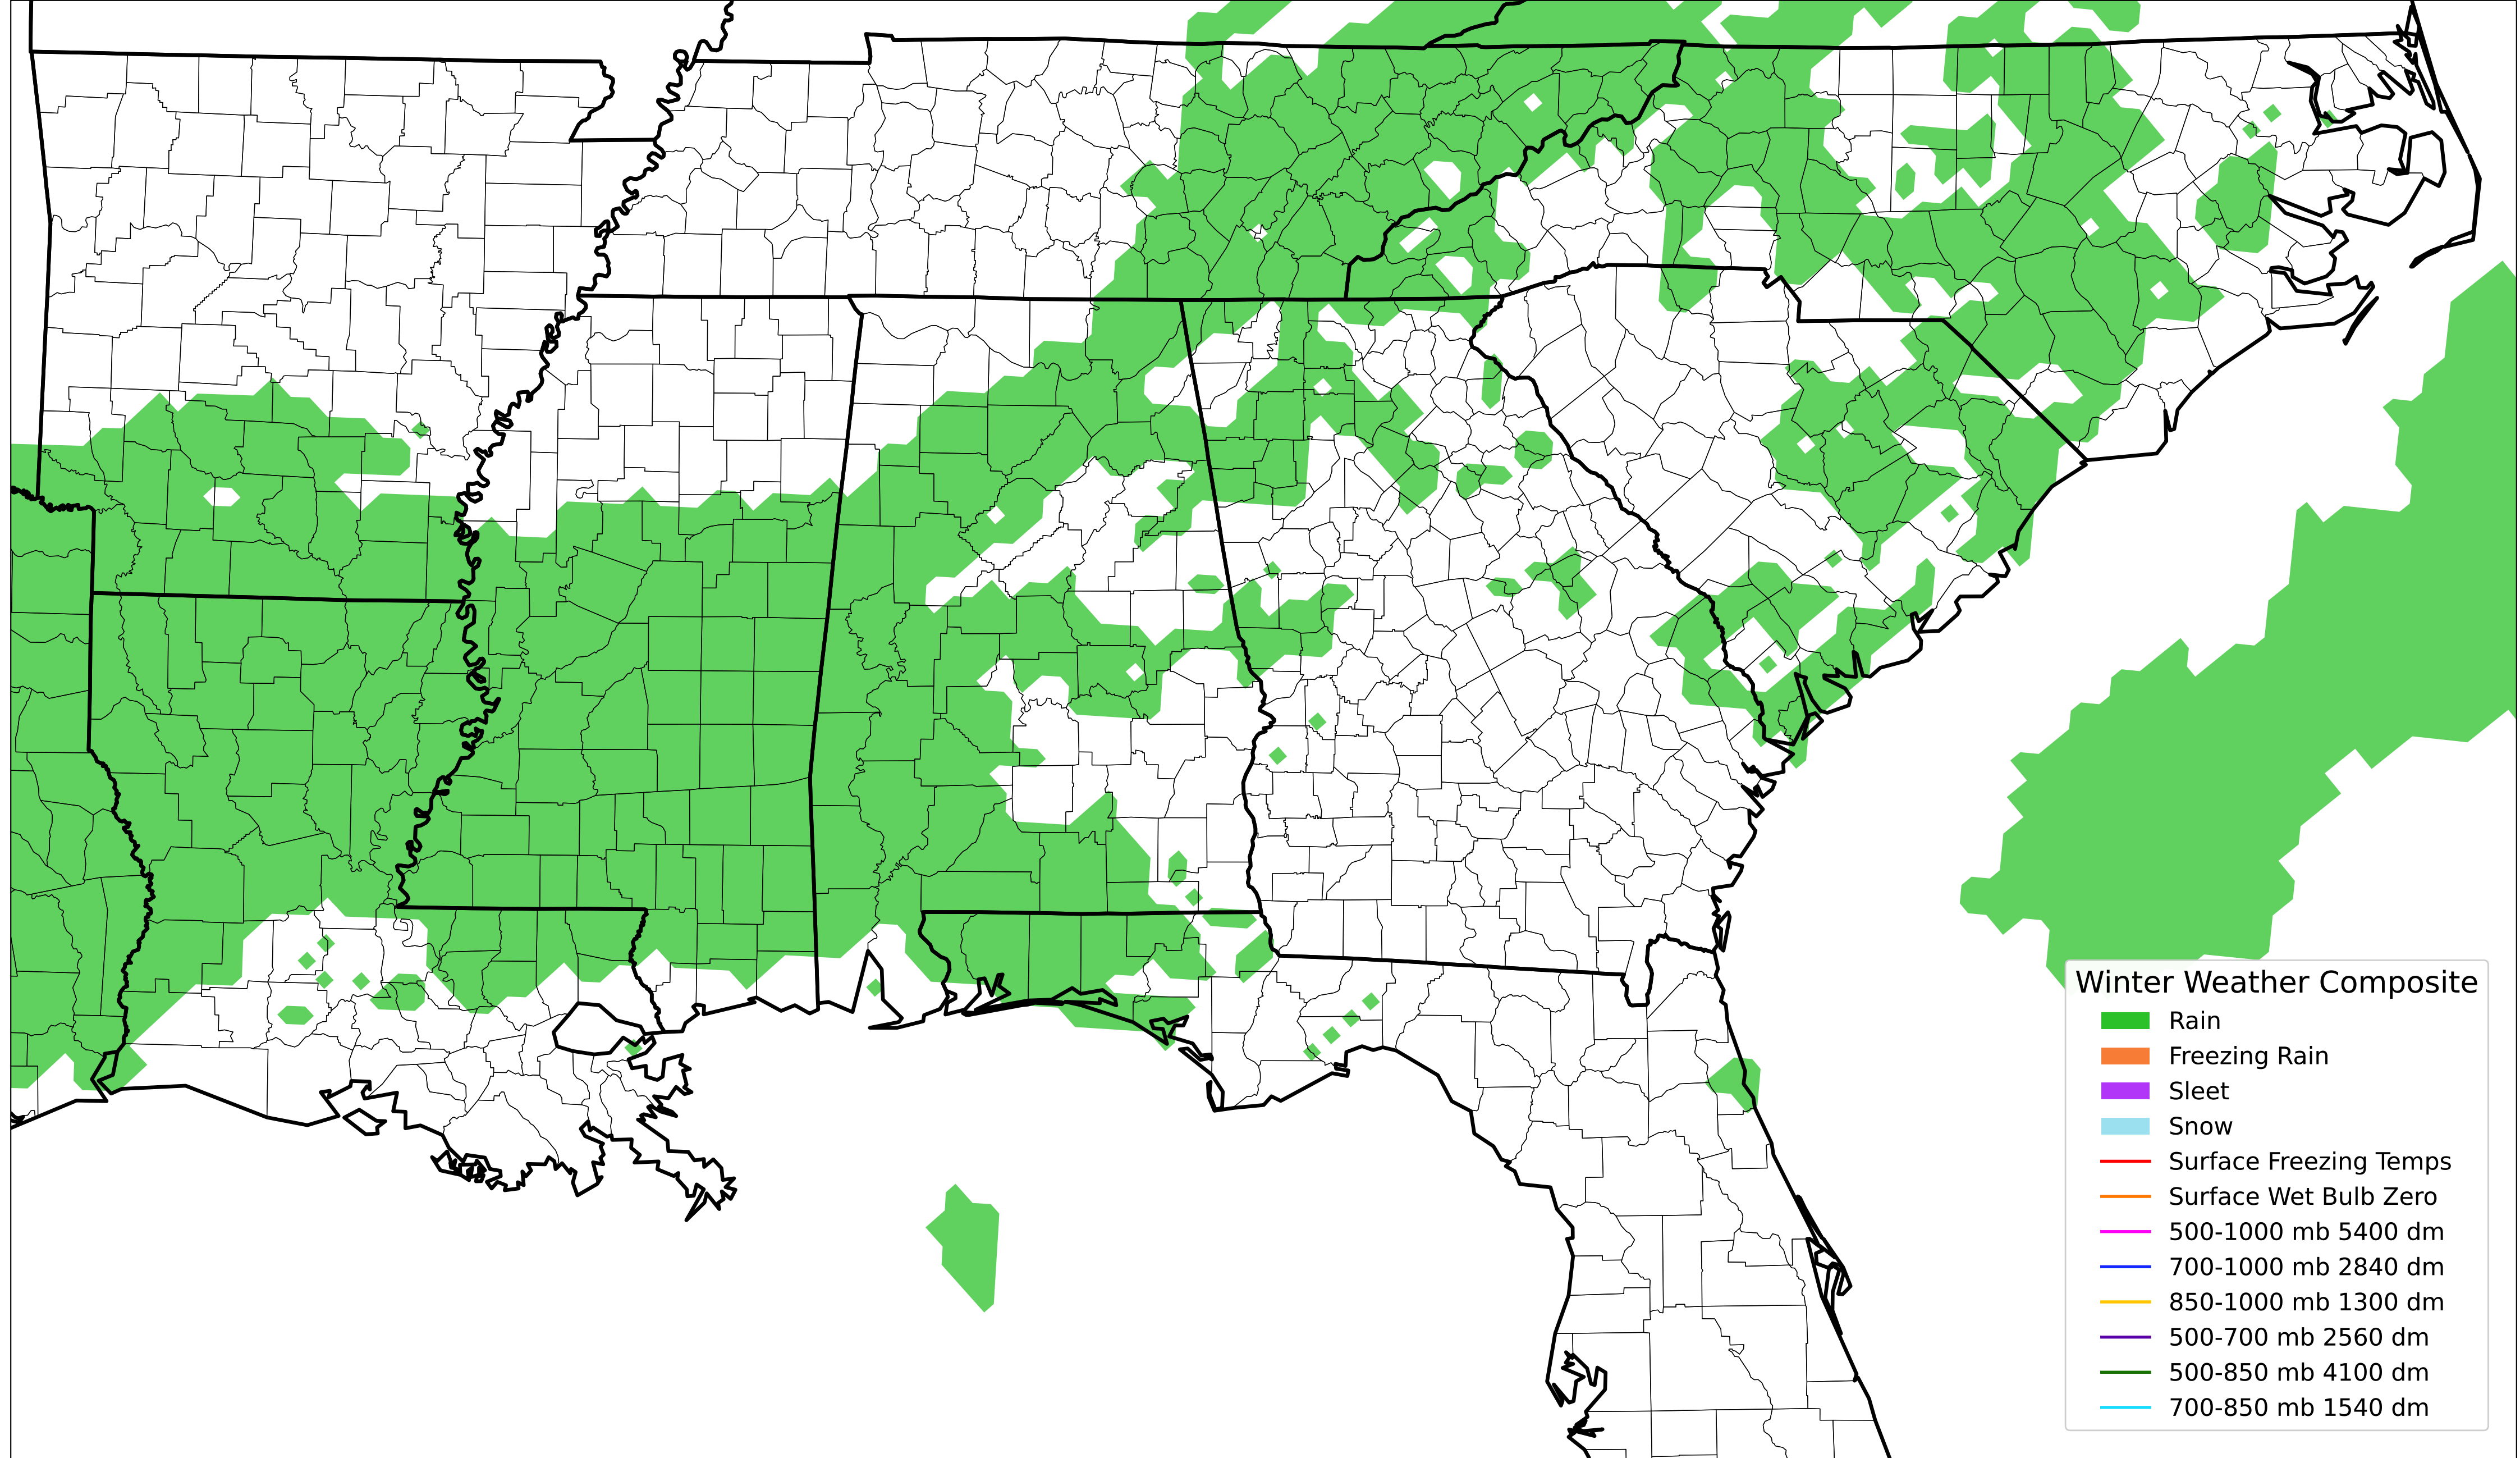 Winter Weather Composite
Rain
Freezing Rain
Sleet
Snow
Surface Freezing Temps
Surface Wet Bulb Zero
500-1000 mb 5400 dm
700-1000 mb 2840 dm
850-1000 mb 1300 dm
500-700 mb 2560 dm
500-850 mb 4100 dm
700-850 mb 1540 dm